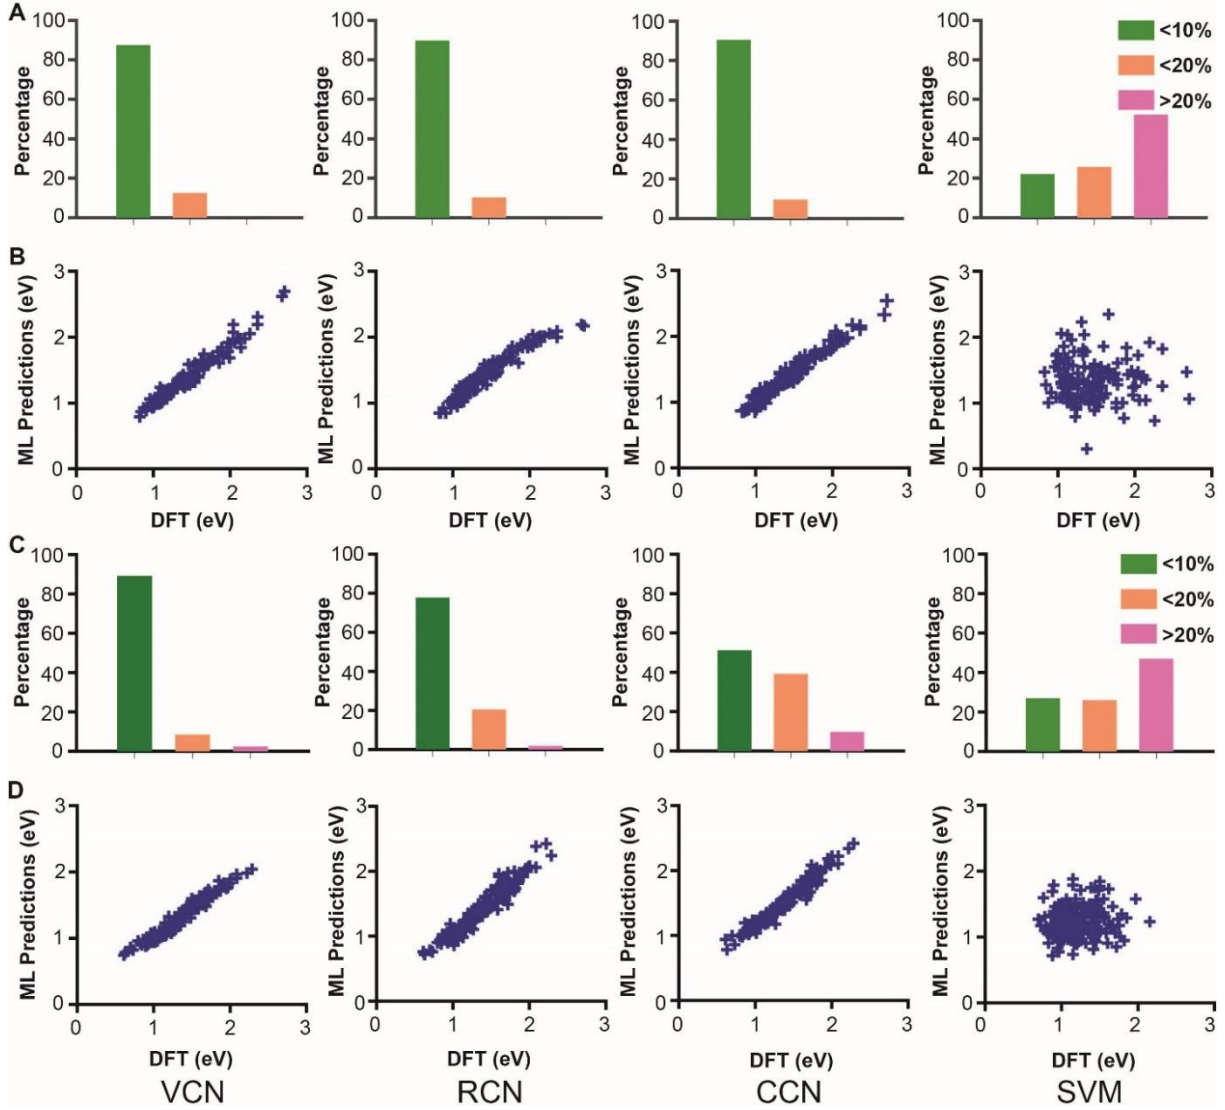 A
Percentage
100
80
60
40
20
0
Percentage
100
80
60
40
20
0
Percentage
100
80
60
40
20
0
Percentage
100
80
60
40
20
0
<10%
<20%
>20%
B
ML Predictions (eV)
3
2
1
0
0 1 2 3
DFT (eV)
ML Predictions (eV)
3
2
1
0
0 1 2 3
DFT (eV)
ML Predictions (eV)
3
2
1
0
0 1 2 3
DFT (eV)
ML Predictions (eV)
3
2
1
0
0 1 2 3
DFT (eV)
C
Percentage
100
80
60
40
20
0
Percentage
100
80
60
40
20
0
Percentage
100
80
60
40
20
0
Percentage
100
80
60
40
20
0
<10%
<20%
>20%
D
ML Predictions (eV)
3
2
1
0
0 1 2 3
DFT (eV)
VCN
ML Predictions (eV)
3
2
1
0
0 1 2 3
DFT (eV)
RCN
ML Predictions (eV)
3
2
1
0
0 1 2 3
DFT (eV)
CCN
ML Predictions (eV)
3
2
1
0
0 1 2 3
DFT (eV)
SVM